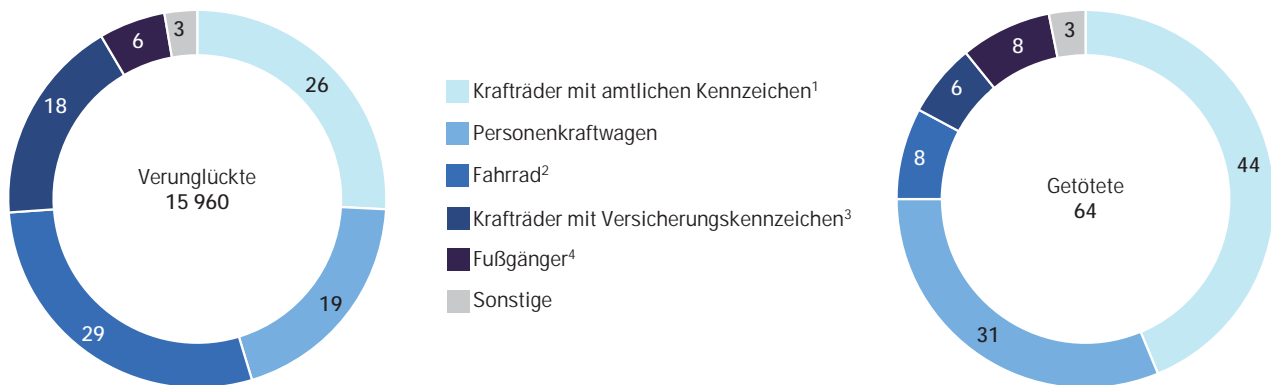 3
6
26
18
Verunglückte
15 960
29
19
Krafträder mit amtlichen Kennzeichen¹
Personenkraftwagen
Fahrrad²
Krafträder mit Versicherungskennzeichen³
Fußgänger⁴
Sonstige
3
8
6
8
44
Getötete
64
31